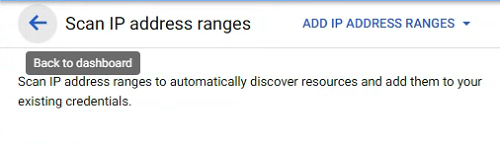 Scan IP address ranges
ADD IP ADDRESS RANGES
Back to dashboard
Scan IP address ranges to automatically discover resources and add them to your
existing credentials.